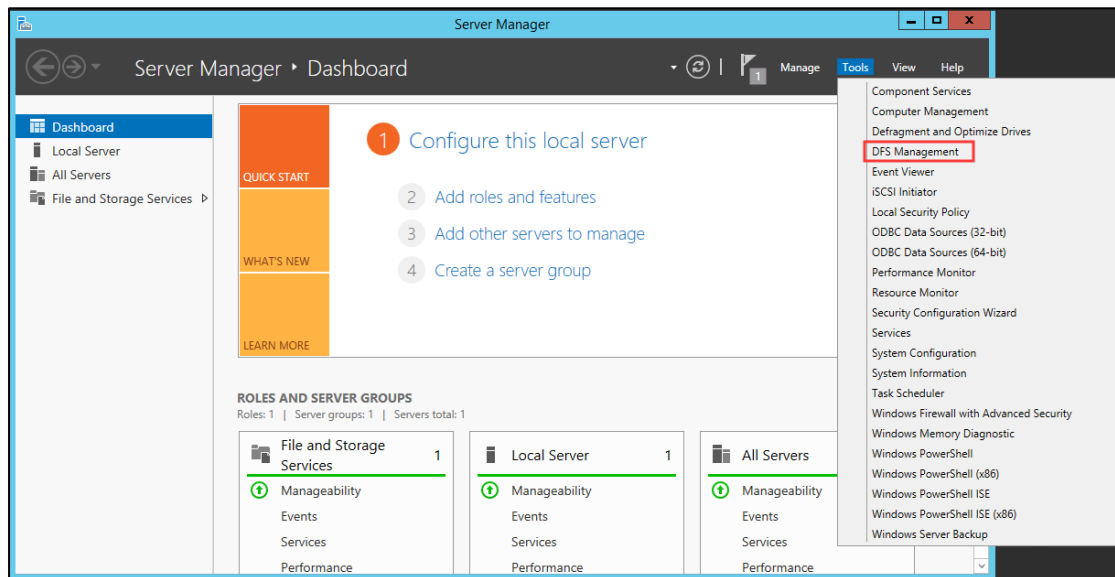 Server Manager
Server Manager • Dashboard
1
Manage
Tools
View
Help
Dashboard
Local Server
All Servers
File and Storage Services
QUICK START
WHAT'S NEW
LEARN MORE
1 Configure this local server
2 Add roles and features
3 Add other servers to manage
4 Create a server group
ROLES AND SERVER GROUPS
Roles: 1 | Server groups: 1 | Servers total: 1
File and Storage Services 1
Manageability
Events
Services
Performance
Local Server 1
Manageability
Events
Services
Performance
All Servers
Manageability
Events
Services
Performance
Component Services
Computer Management
Defragment and Optimize Drives
DFS Management
Event Viewer
iSCSI Initiator
Local Security Policy
ODBC Data Sources (32-bit)
ODBC Data Sources (64-bit)
Performance Monitor
Resource Monitor
Security Configuration Wizard
Services
System Configuration
System Information
Task Scheduler
Windows Firewall with Advanced Security
Windows Memory Diagnostic
Windows PowerShell
Windows PowerShell (x86)
Windows PowerShell ISE
Windows PowerShell ISE (x86)
Windows Server Backup